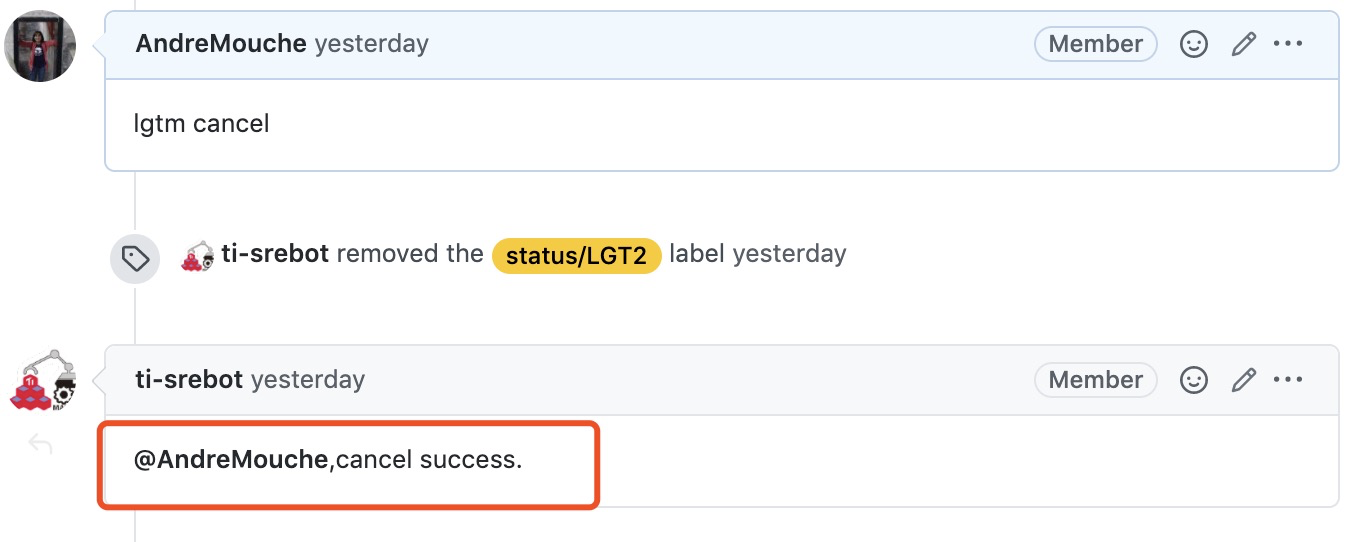 AndreMouche yesterday Member
lgtm cancel
ti-srebot removed the status/LGT2 label yesterday
ti-srebot yesterday Member
@AndreMouche,cancel success.